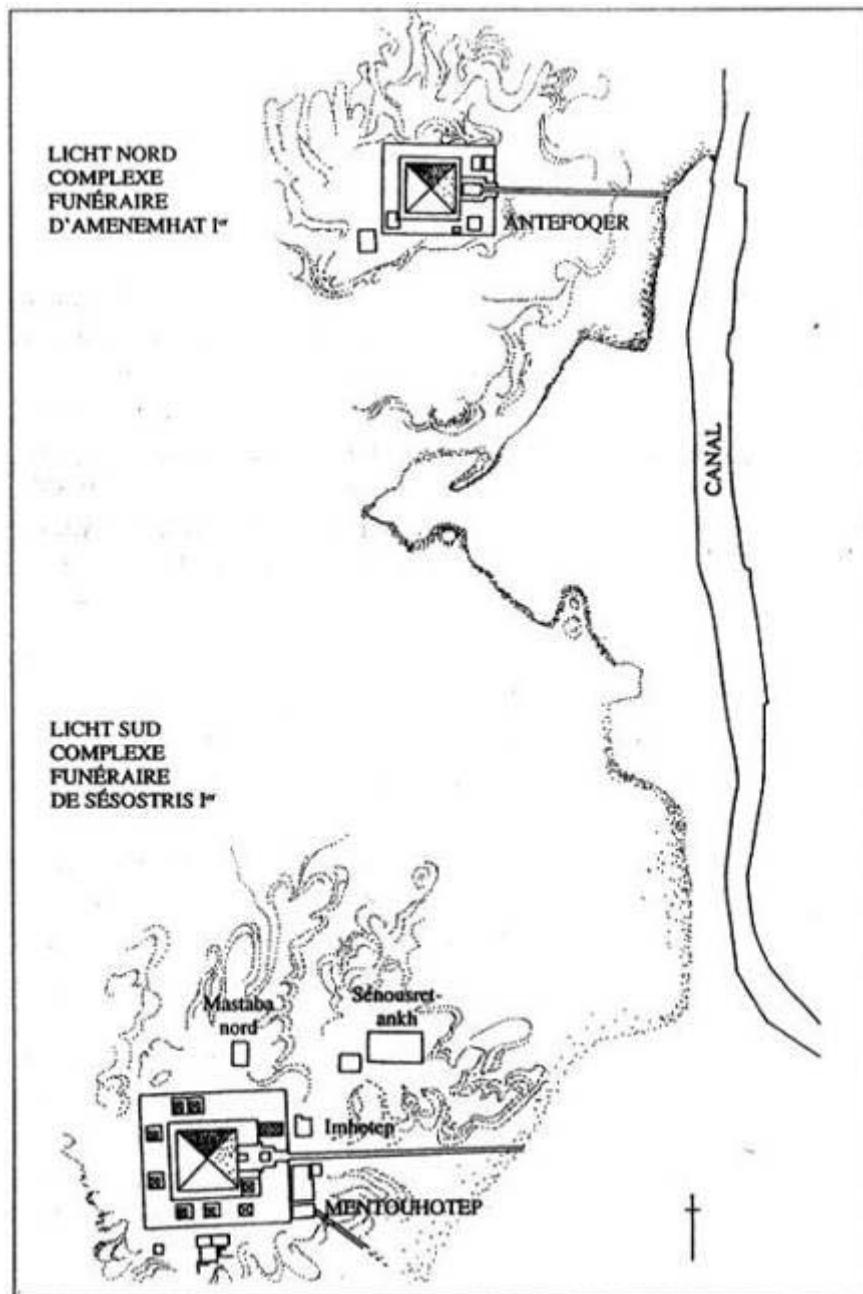 LICHT NORD
COMPLEXE
FUNÉRAIRE
D'AMENEMHAT Iᵉʳ
ANTEFOQER
CANAL
LICHT SUD
COMPLEXE
FUNÉRAIRE
DE SÉSOSTRIS Iᵉʳ
Mastaba
nord
Sénousret-
ankh
Imhotep
MENTOUHOTEP